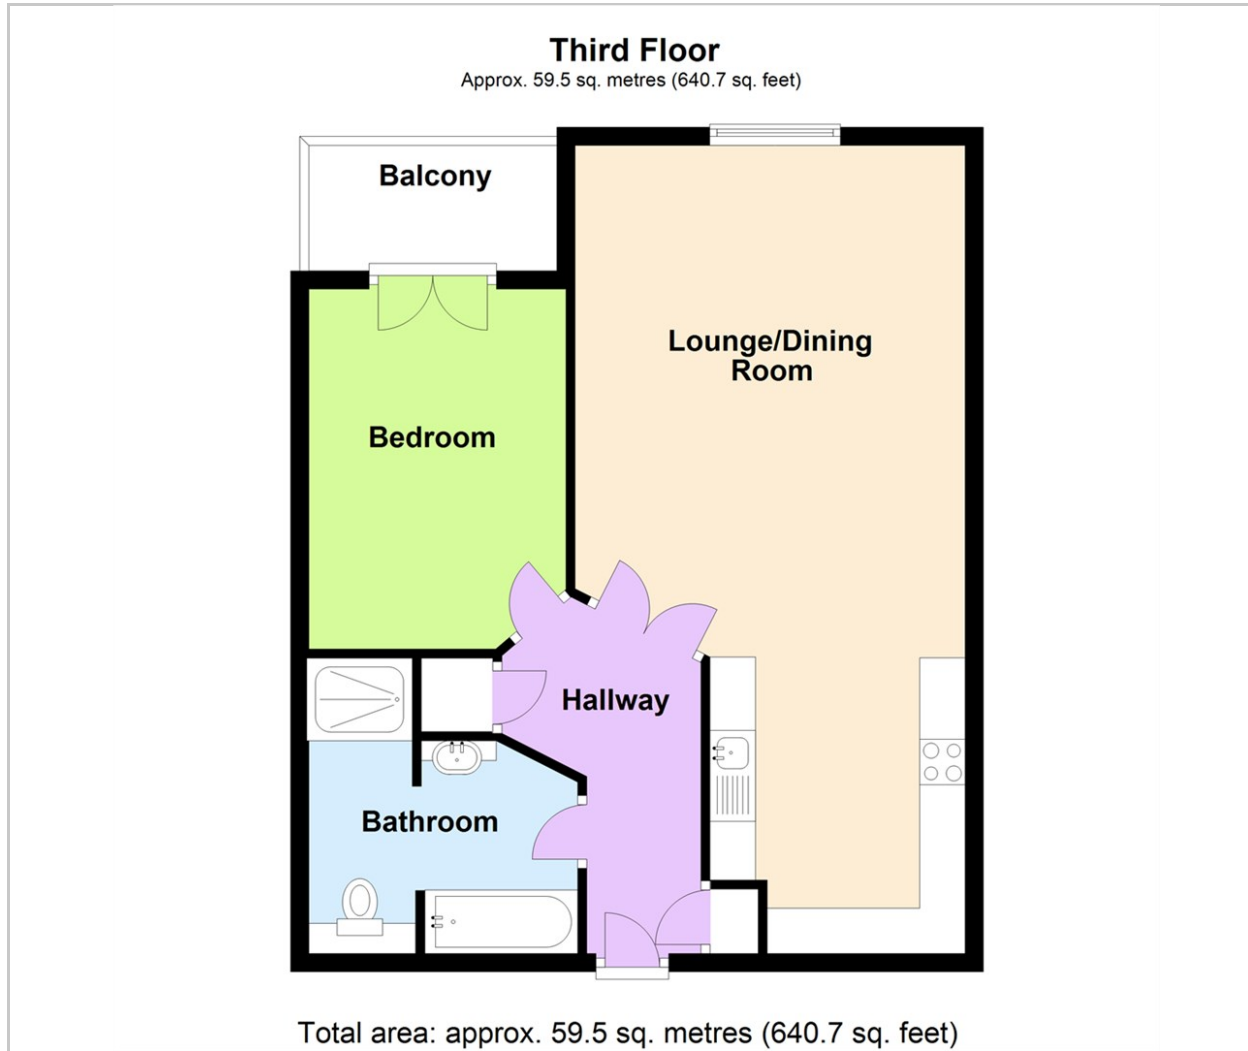 Third Floor
Approx. 59.5 sq. metres (640.7 sq. feet)
Balcony
Lounge/Dining
Room
Bedroom
Hallway
Bathroom
Total area: approx. 59.5 sq. metres (640.7 sq. feet)